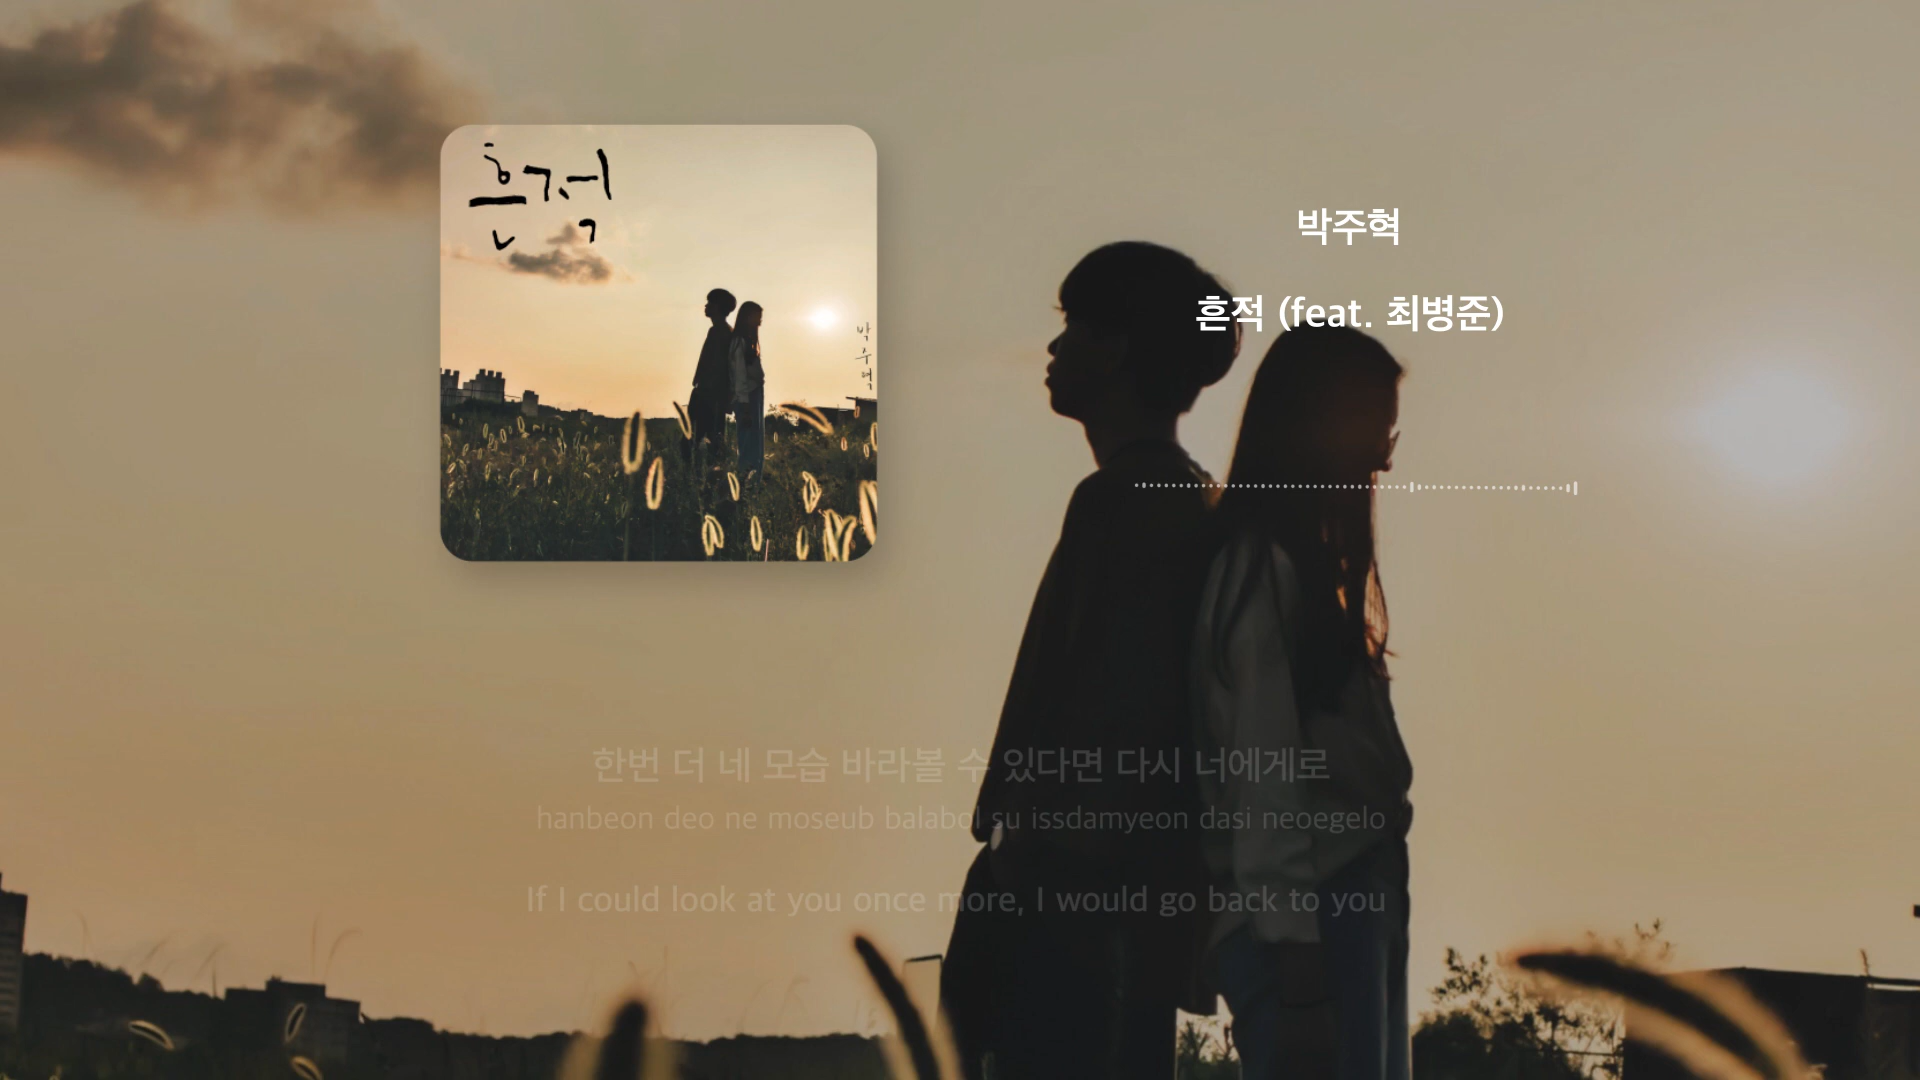 흔적
박주혁
박주혁
흔적 (feat. 최병준)
한번 더 네 모습 바라볼 수 있다면 다시 너에게로
hanbeon deo ne moseub balabol su issdamyeon dasi neoegelo
If I could look at you once more, I would go back to you